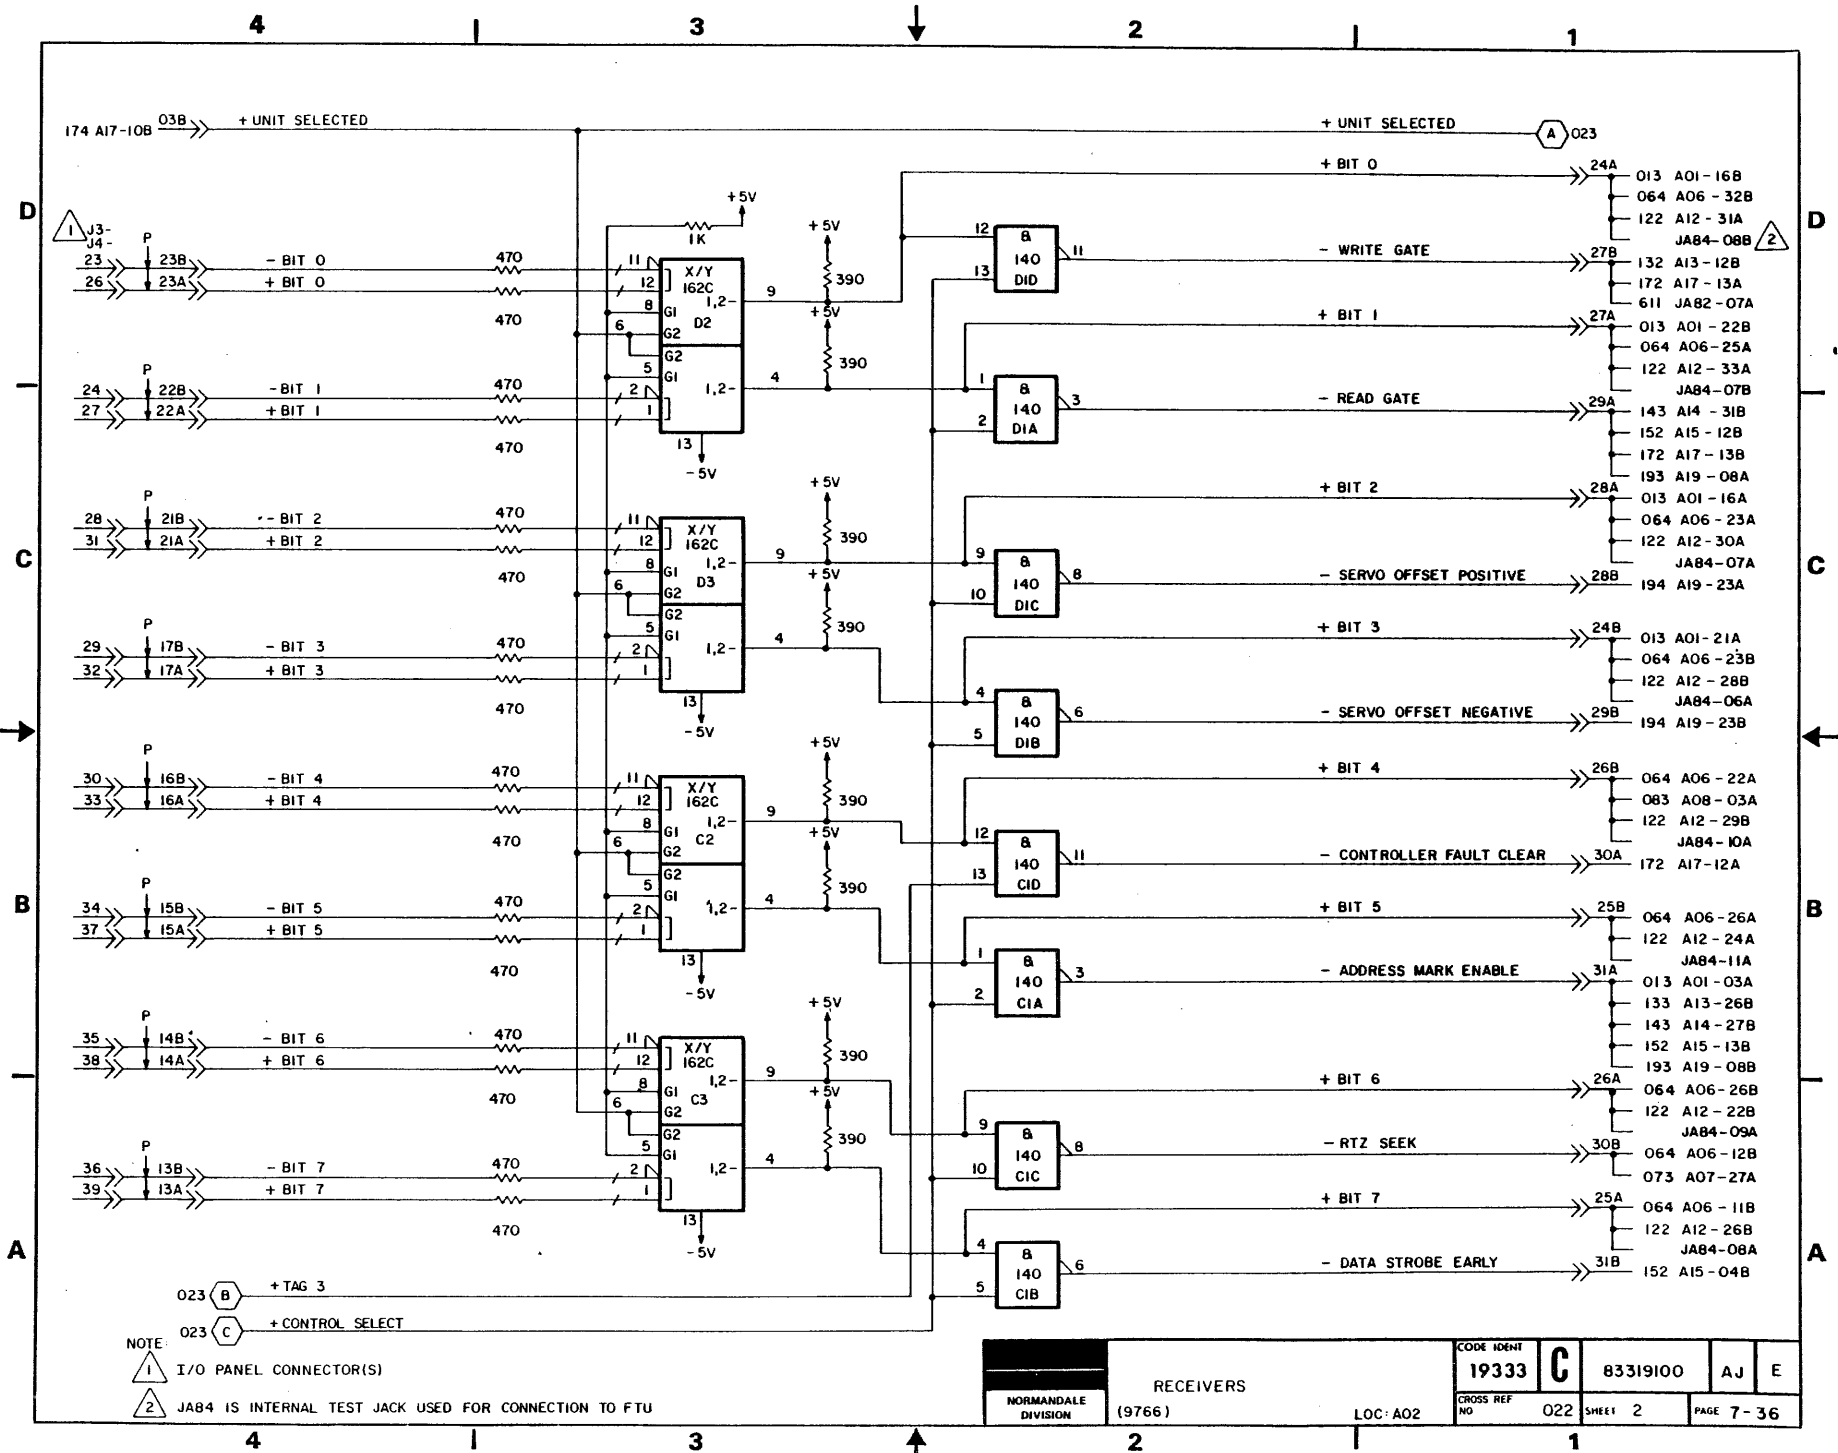 4 3 2 1
174 A17-10B 03B + UNIT SELECTED + UNIT SELECTED A 023
+ BIT 0 24A 013 A01-16B
064 A06-32B
122 A12-31A
JA84-08B 2
D D
1 J3-
J4-
P
23 23B - BIT 0 470
26 23A + BIT 0
470
+5V
1K
11 X/Y
12 162C
8 G1 1,2- 9
D2
6 G2
G2
5 G1 1,2- 4
2
1
13
- 5V
+5V
390
+5V
390
12 & 11
140
13 D1D
- WRITE GATE 27B 132 A13-12B
172 A17-13A
611 JA82-07A
+ BIT 1 27A 013 A01-22B
064 A06-25A
122 A12-33A
JA84-07B
P
24 22B - BIT 1 470
27 22A + BIT 1
470
1 & 3
140
2 D1A
- READ GATE 29A 143 A14-31B
152 A15-12B
172 A17-13B
193 A19-08A
+ BIT 2 28A 013 A01-16A
064 A06-23A
122 A12-30A
JA84-07A
C C
P
28 21B - BIT 2 470
31 21A + BIT 2
470
11 X/Y
12 162C
8 G1 1,2- 9
6 G2 D3
G2
5 G1
1,2- 4
2
1
13
- 5V
+5V
390
+5V
390
9 & 8
140
10 D1C
- SERVO OFFSET POSITIVE 28B 194 A19-23A
+ BIT 3 24B 013 A01-21A
064 A06-23B
122 A12-28B
JA84-06A
P
29 17B - BIT 3 470
32 17A + BIT 3
470
4 & 6
140
5 D1B
- SERVO OFFSET NEGATIVE 29B 194 A19-23B
+ BIT 4 26B 064 A06-22A
083 A08-03A
122 A12-29B
JA84-10A
P
30 16B - BIT 4 470
33 16A + BIT 4
470
11 X/Y
12 162C
8 G1 1,2- 9
6 G2 C2
G2
5 G1
1,2- 4
2
1
13
- 5V
+5V
390
+5V
390
12 & 11
140
13 C1D
- CONTROLLER FAULT CLEAR 30A 172 A17-12A
B B
+ BIT 5 25B 064 A06-26A
122 A12-24A
JA84-11A
P
34 15B - BIT 5 470
37 15A + BIT 5
470
1 & 3
140
2 C1A
- ADDRESS MARK ENABLE 31A 013 A01-03A
133 A13-26B
143 A14-27B
152 A15-13B
193 A19-08B
P
35 14B - BIT 6 470
38 14A + BIT 6
470
11 X/Y
12 162C
8 G1 1,2- 9
6 G2 C3
G2
5 G1
1,2- 4
2
1
13
- 5V
+5V
390
+5V
390
+ BIT 6 26A 064 A06-26B
122 A12-22B
JA84-09A
9 & 8
140
10 C1C
- RTZ SEEK 30B 064 A06-12B
073 A07-27A
P
36 13B - BIT 7 470
39 13A + BIT 7
470
+ BIT 7 25A 064 A06-11B
122 A12-26B
JA84-08A
A A
4 & 6
140
5 C1B
- DATA STROBE EARLY 31B 152 A15-04B
023 B + TAG 3
023 C + CONTROL SELECT
NOTE:
1 I/O PANEL CONNECTOR(S)
2 JA84 IS INTERNAL TEST JACK USED FOR CONNECTION TO FTU
NORMANDALE
DIVISION
RECEIVERS
(9766) LOC: A02
CODE IDENT
19333 C 83319100 AJ E
CROSS REF
NO 022 SHEET 2 PAGE 7-36
4 3 2 1